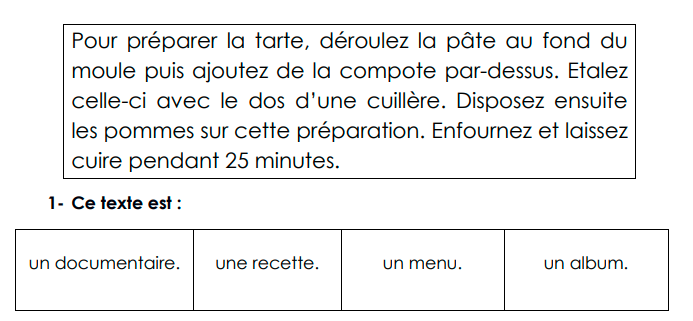 Pour préparer la tarte, déroulez la pâte au fond du
moule puis ajoutez de la compote par-dessus. Etalez
celle-ci avec le dos d'une cuillère. Disposez ensuite
les pommes sur cette préparation. Enfournez et laissez
cuire pendant 25 minutes.
1- Ce texte est :
un documentaire. une recette. un menu. un album.